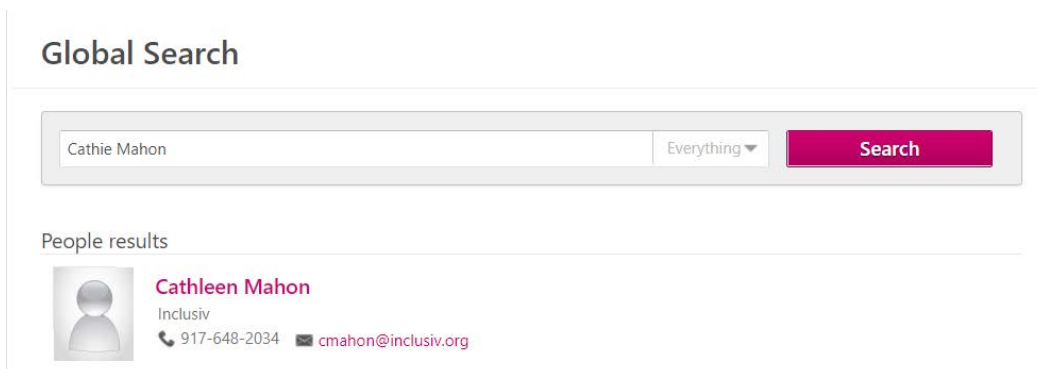 Global Search
Cathie Mahon Everything Search
People results
Cathleen Mahon
Inclusiv
917-648-2034 cmahon@inclusiv.org